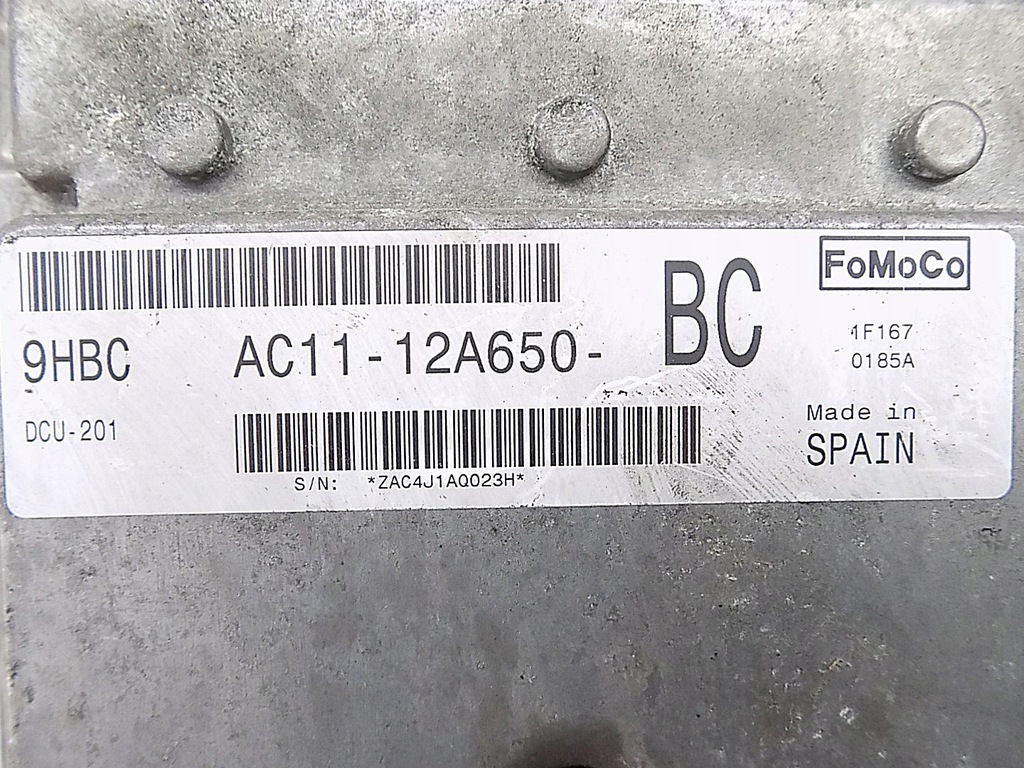 FoMoCo
9HBC AC11-12A650- BC
1F167
0185A
DCU-201
Made in
SPAIN
S/N: *ZAC4J1AQ023H*